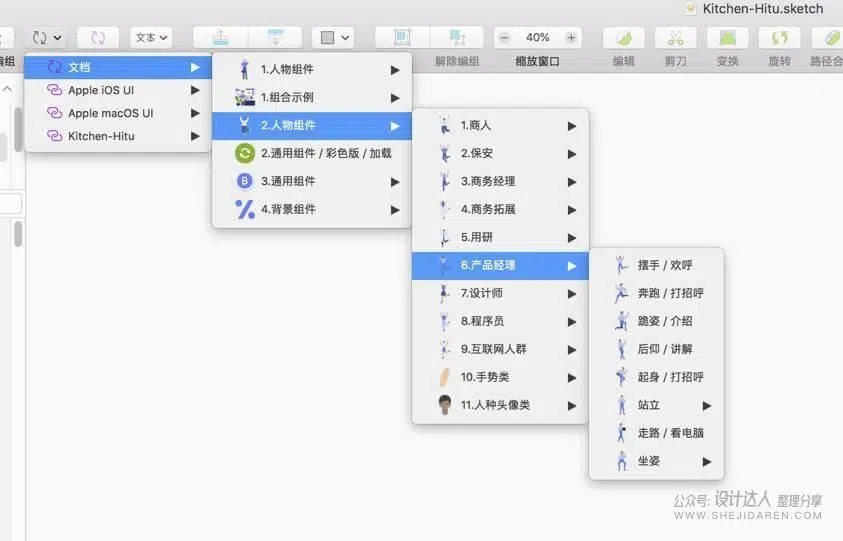 Kitchen-Hitu.sketch
文本
40%
编组
解除编组
缩放窗口
编辑
剪刀
变换
旋转
路径合
文档
Apple iOS UI
Apple macOS UI
Kitchen-Hitu
1.人物组件
1.组合示例
2.人物组件
2.通用组件 / 彩色版 / 加载
3.通用组件
4.背景组件
1.商人
2.保安
3.商务经理
4.商务拓展
5.用研
6.产品经理
7.设计师
8.程序员
9.互联网人群
10.手势类
11.人种头像类
摆手 / 欢呼
奔跑 / 打招呼
跪姿 / 介绍
后仰 / 讲解
起身 / 打招呼
站立
走路 / 看电脑
坐姿
公众号: 设计达人 整理分享
WWW.SHEJIDAREN.COM